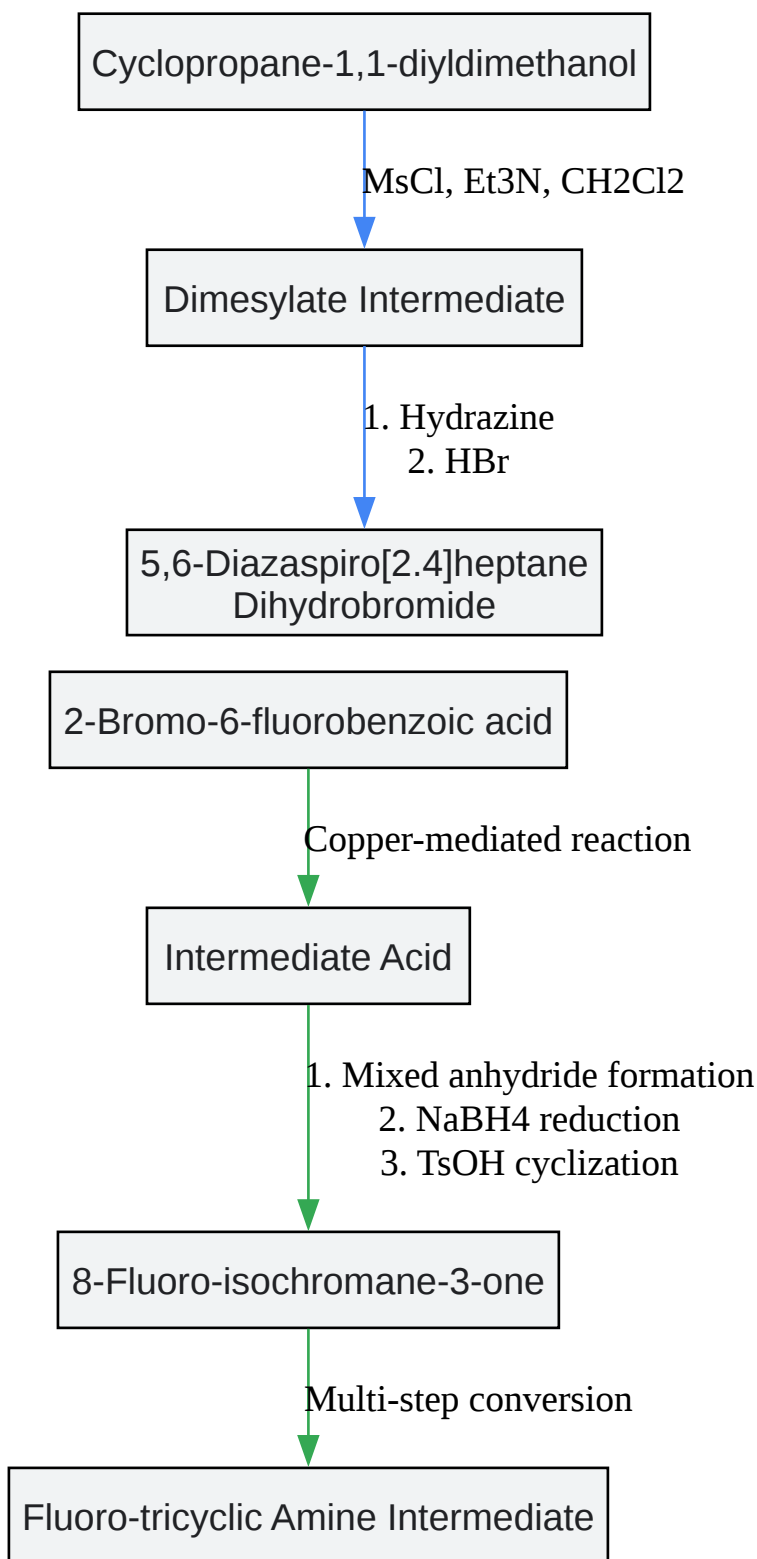 Cyclopropane-1,1-diyldimethanol
MsCl, Et3N, CH2Cl2
Dimesylate Intermediate
1. Hydrazine
2. HBr
5,6-Diazaspiro[2.4]heptane
Dihydrobromide
2-Bromo-6-fluorobenzoic acid
Copper-mediated reaction
Intermediate Acid
1. Mixed anhydride formation
2. NaBH4 reduction
3. TsOH cyclization
8-Fluoro-isochromane-3-one
Multi-step conversion
Fluoro-tricyclic Amine Intermediate